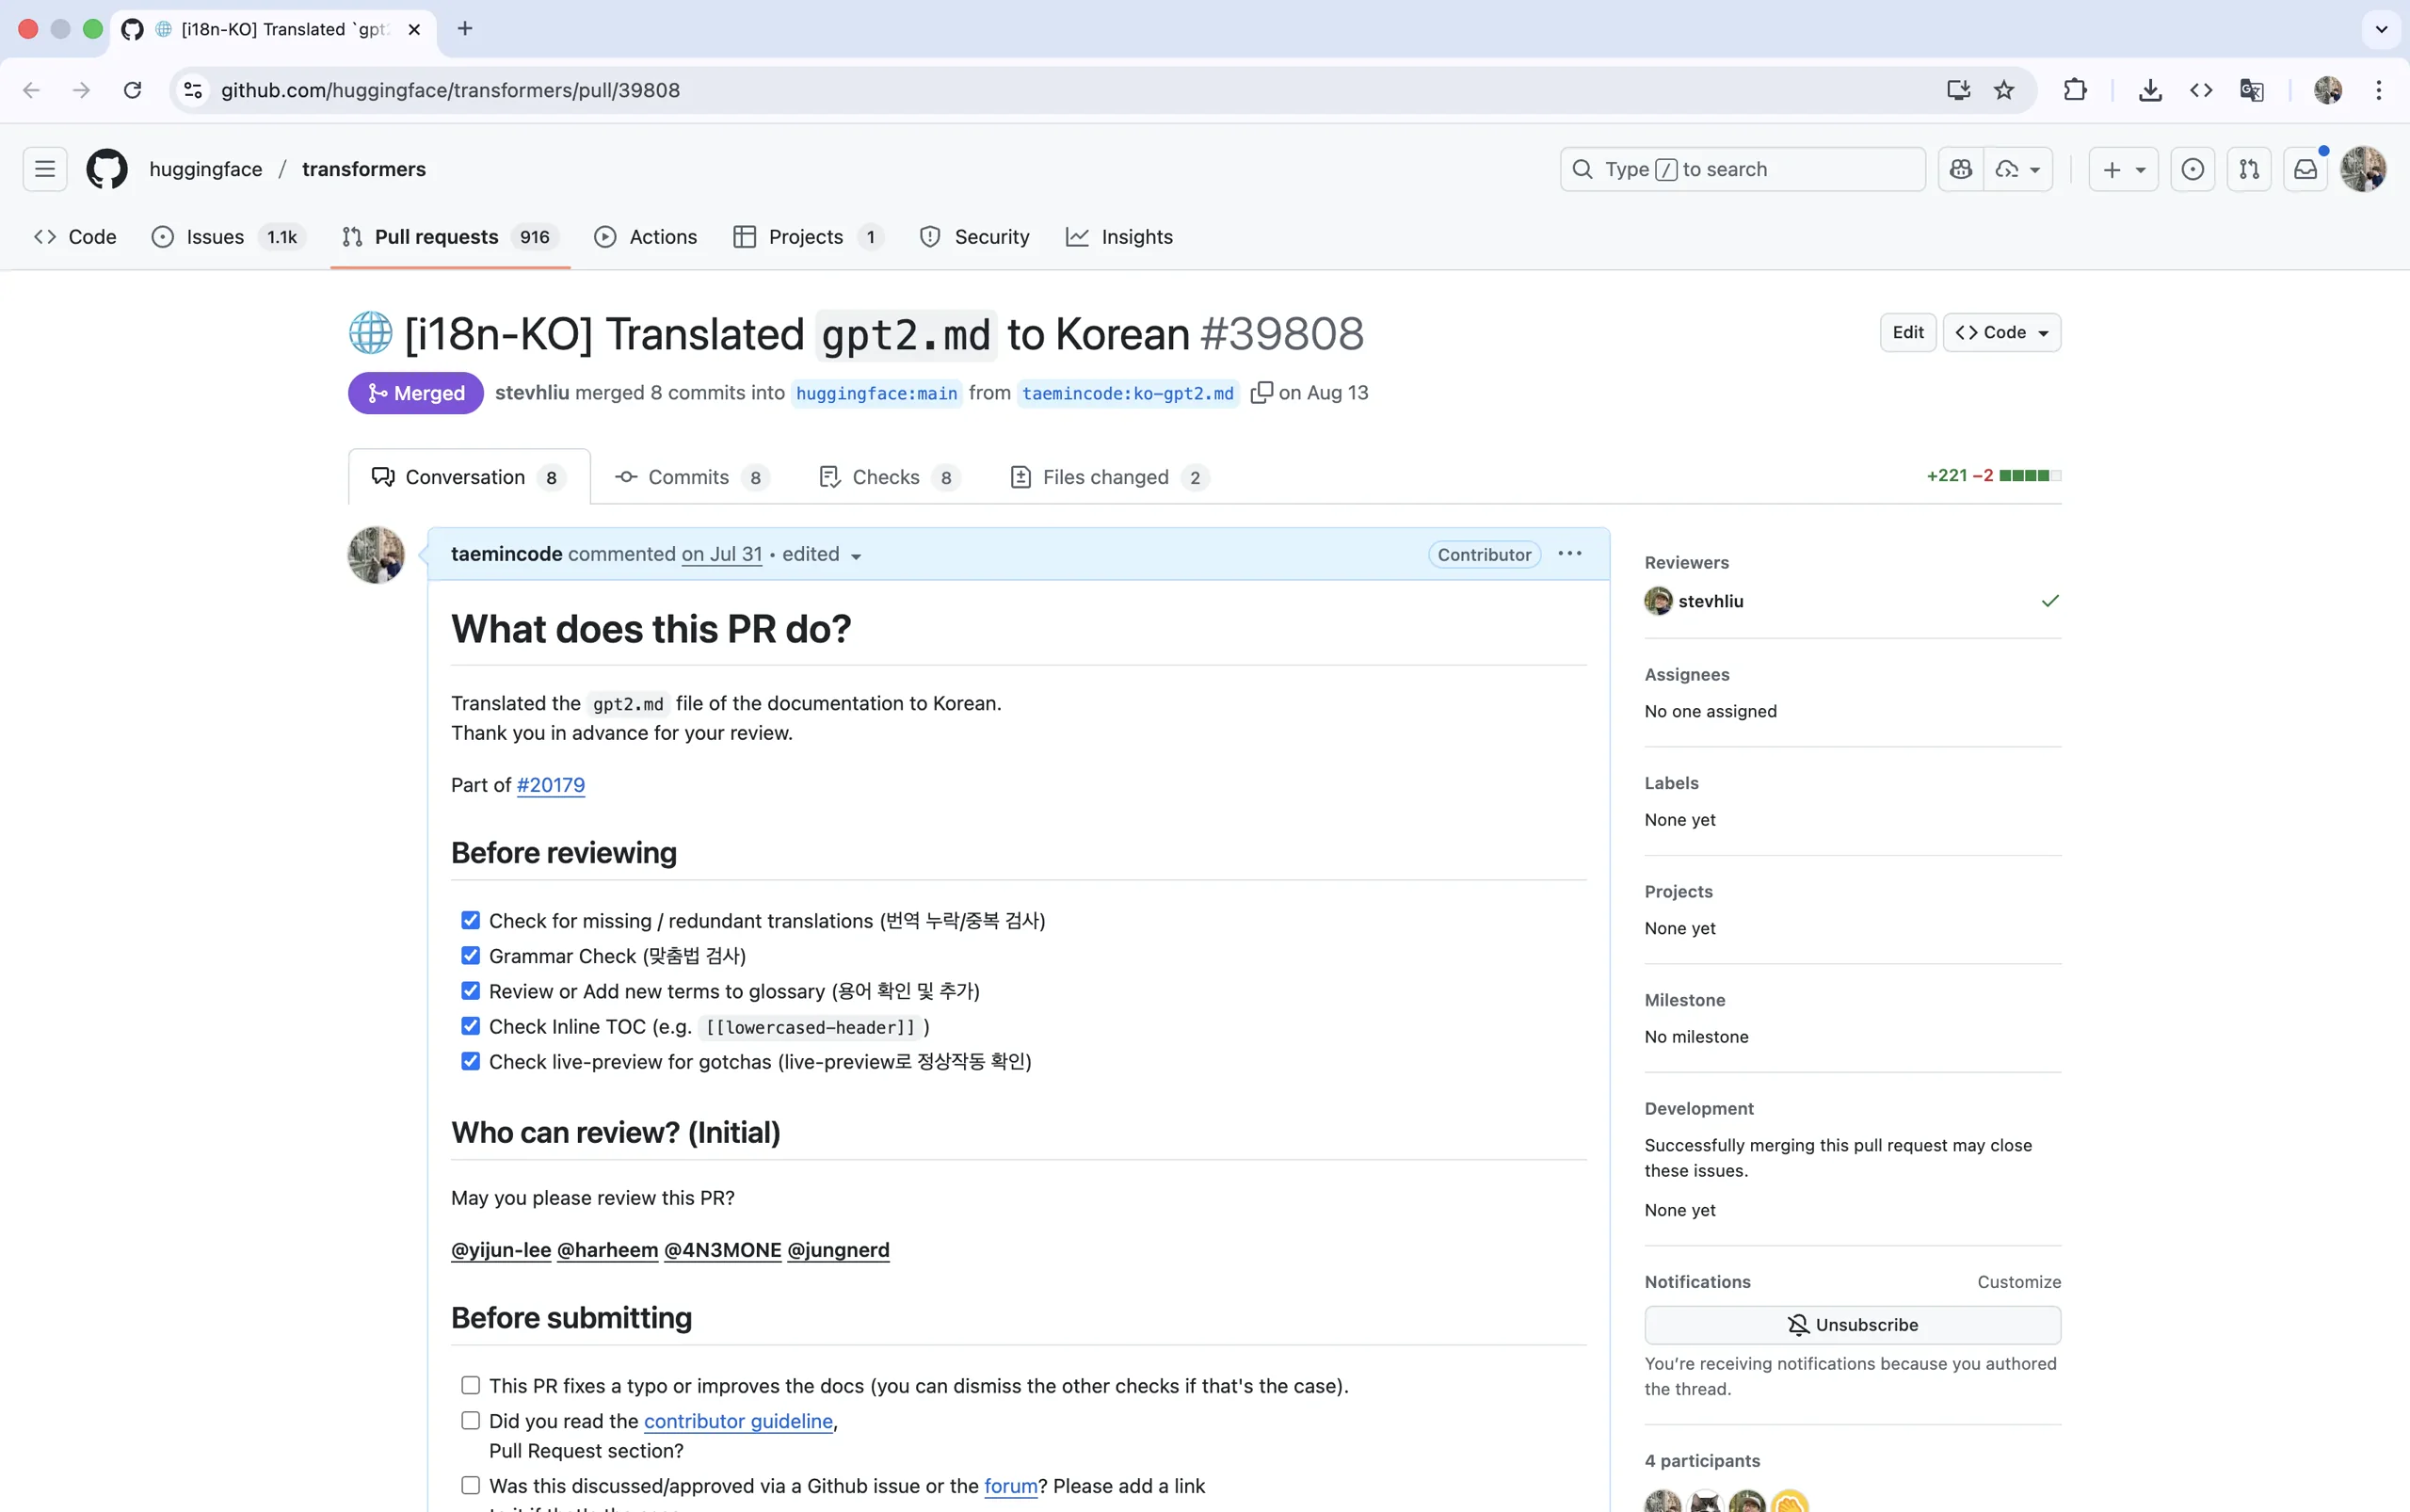 [i18n-KO] Translated `gpt
github.com/huggingface/transformers/pull/39808
huggingface / transformers
Type / to search
Code
Issues 1.1k
Pull requests 916
Actions
Projects 1
Security
Insights
[i18n-KO] Translated gpt2.md to Korean #39808
Edit
Code
Merged
stevhliu merged 8 commits into huggingface:main from taemincode:ko-gpt2.md on Aug 13
Conversation 8
Commits 8
Checks 8
Files changed 2
+221 −2
taemincode commented on Jul 31 • edited
Contributor
What does this PR do?
Translated the gpt2.md file of the documentation to Korean.
Thank you in advance for your review.
Part of #20179
Before reviewing
Check for missing / redundant translations (번역 누락/중복 검사)
Grammar Check (맞춤법 검사)
Review or Add new terms to glossary (용어 확인 및 추가)
Check Inline TOC (e.g. [[lowercased-header]] )
Check live-preview for gotchas (live-preview로 정상작동 확인)
Who can review? (Initial)
May you please review this PR?
@yijun-lee @harheem @4N3MONE @jungnerd
Before submitting
This PR fixes a typo or improves the docs (you can dismiss the other checks if that's the case).
Did you read the contributor guideline,
Pull Request section?
Was this discussed/approved via a Github issue or the forum? Please add a link
Reviewers
stevhliu
Assignees
No one assigned
Labels
None yet
Projects
None yet
Milestone
No milestone
Development
Successfully merging this pull request may close
these issues.
None yet
Notifications
Customize
Unsubscribe
You're receiving notifications because you authored
the thread.
4 participants